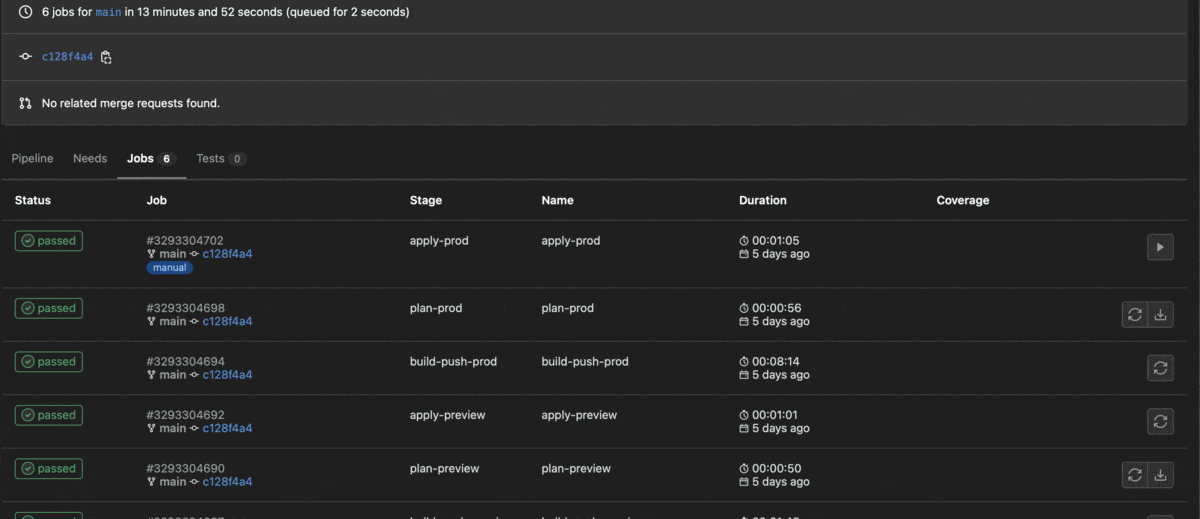 6 jobs for main in 13 minutes and 52 seconds (queued for 2 seconds)
c128f4a4
No related merge requests found.
Pipeline Needs Jobs 6 Tests 0
Status Job Stage Name Duration Coverage
passed #3293304702 apply-prod apply-prod 00:01:05
main c128f4a4 5 days ago
manual
passed #3293304698 plan-prod plan-prod 00:00:56
main c128f4a4 5 days ago
passed #3293304694 build-push-prod build-push-prod 00:08:14
main c128f4a4 5 days ago
passed #3293304692 apply-preview apply-preview 00:01:01
main c128f4a4 5 days ago
passed #3293304690 plan-preview plan-preview 00:00:50
main c128f4a4 5 days ago